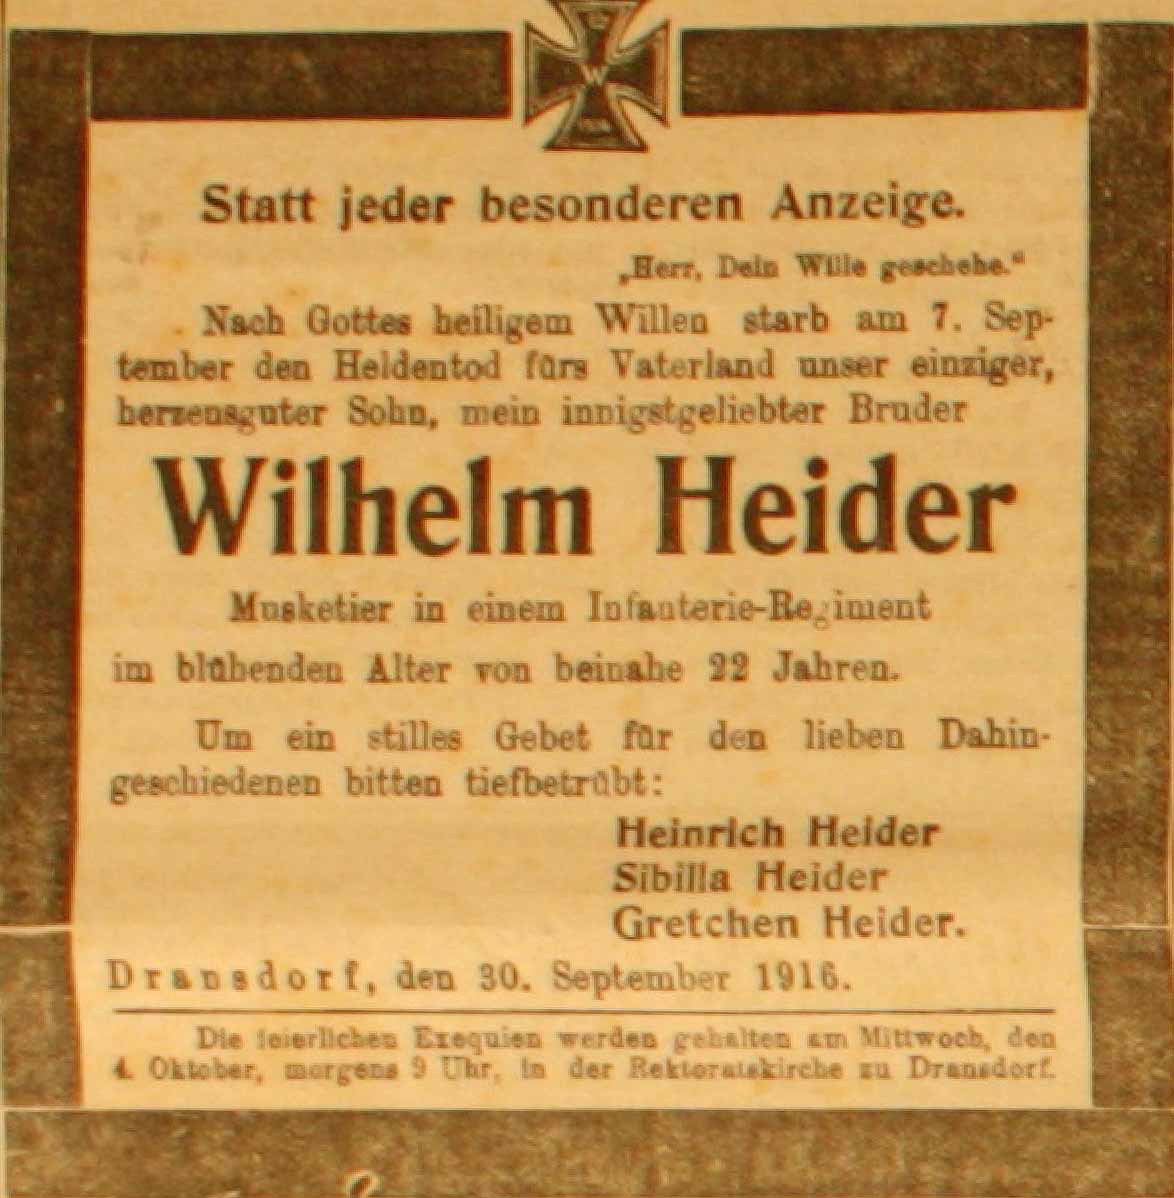 W
Statt jeder besonderen Anzeige.
„Herr, Dein Wille geschehe.“
Nach Gottes heiligem Willen starb am 7. Sep-
tember den Heldentod fürs Vaterland unser einziger,
herzensguter Sohn, mein innigstgeliebter Bruder
Wilhelm Heider
Musketier in einem Infanterie-Regiment
im blühenden Alter von beinahe 22 Jahren.
Um ein stilles Gebet für den lieben Dahin-
geschiedenen bitten tiefbetrübt:
Heinrich Heider
Sibilla Heider
Gretchen Heider.
Dransdorf, den 30. September 1916.
Die feierlichen Exequien werden gehalten am Mittwoch, den
4. Oktober, morgens 9 Uhr, in der Rektoratskirche zu Dransdorf.